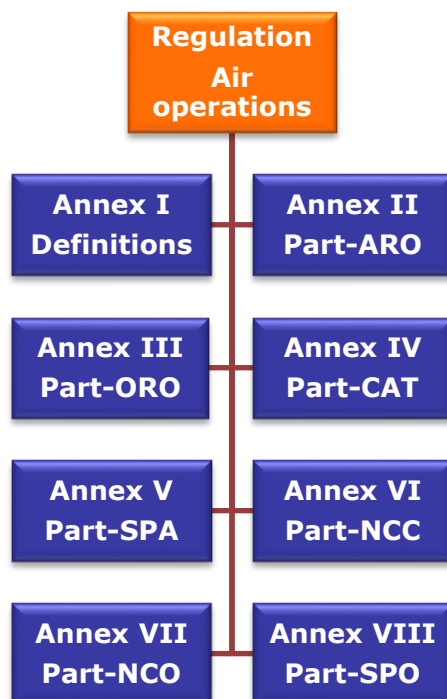 Regulation
Air
operations
Annex I
Definitions
Annex II
Part-ARO
Annex III
Part-ORO
Annex IV
Part-CAT
Annex V
Part-SPA
Annex VI
Part-NCC
Annex VII
Part-NCO
Annex VIII
Part-SPO